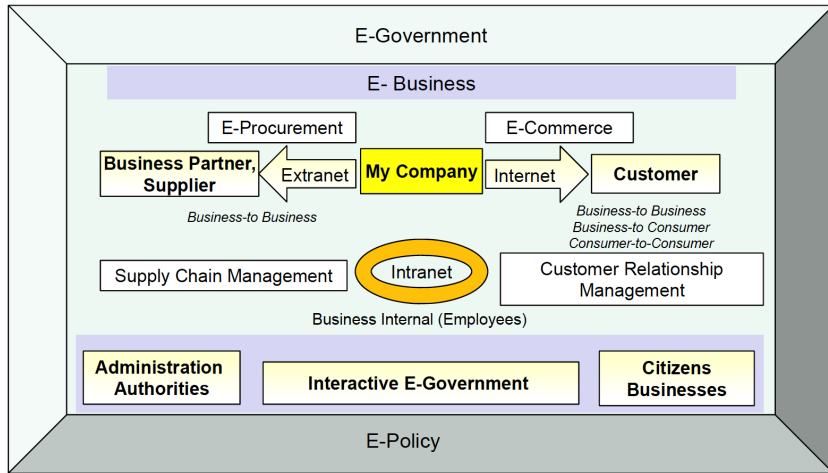 E-Government
E- Business
E-Procurement
E-Commerce
Business Partner,
Supplier
Extranet
My Company
Internet
Customer
Business-to Business
Business-to Business
Business-to Consumer
Consumer-to-Consumer
Supply Chain Management
Intranet
Customer Relationship
Management
Business Internal (Employees)
Administration
Authorities
Interactive E-Government
Citizens
Businesses
E-Policy